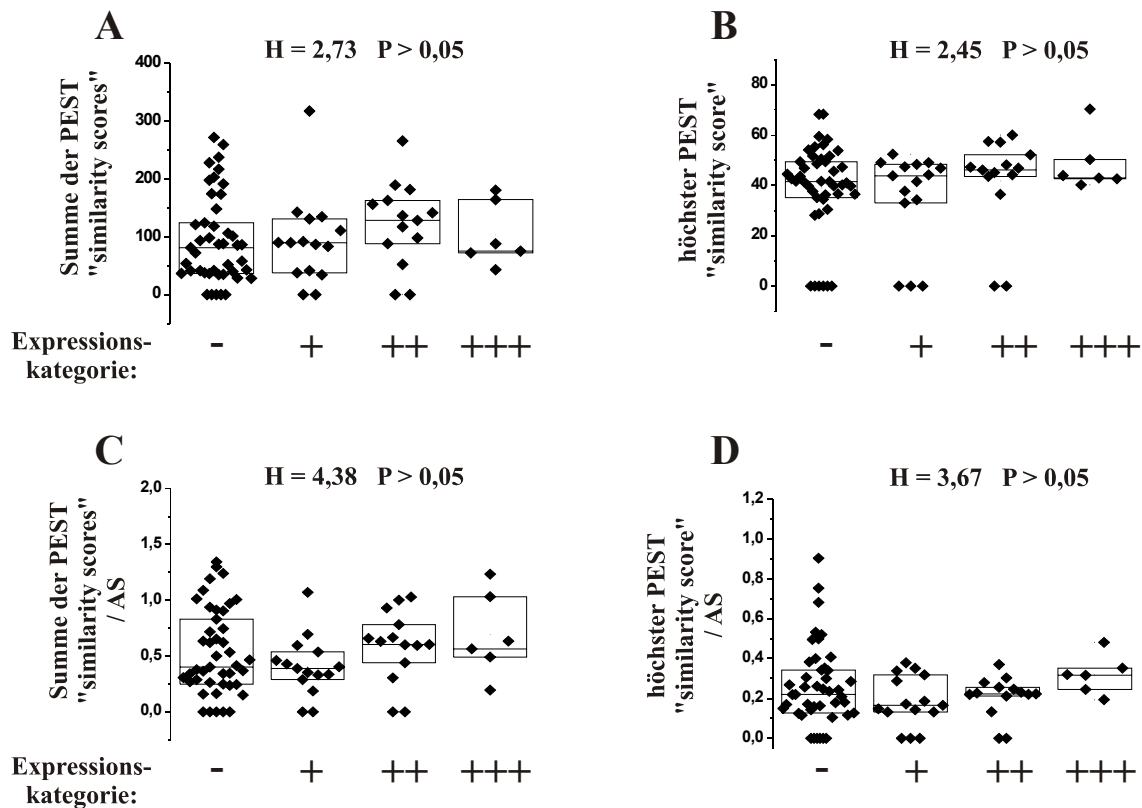 A
H = 2,73 P > 0,05
Summe der PEST
"similarity scores"
400
300
200
100
0
Expressions-
kategorie:
- + ++ +++
B
H = 2,45 P > 0,05
höchster PEST
"similarity score"
80
60
40
20
0
- + ++ +++
C
H = 4,38 P > 0,05
Summe der PEST
"similarity scores"
/ AS
2,0
1,5
1,0
0,5
0,0
Expressions-
kategorie:
- + ++ +++
D
H = 3,67 P > 0,05
höchster PEST
"similarity score"
/ AS
1,2
1,0
0,8
0,6
0,4
0,2
0,0
- + ++ +++